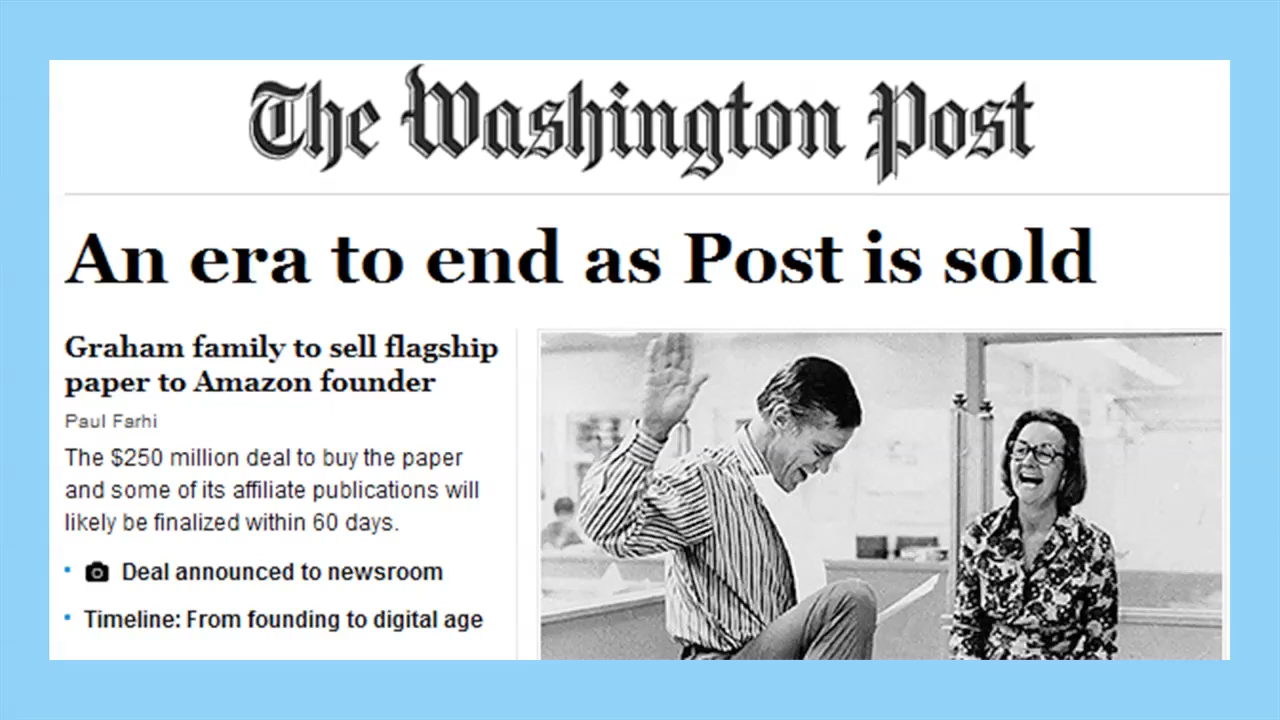 The Washington Post
An era to end as Post is sold
Graham family to sell flagship
paper to Amazon founder
Paul Farhi
The $250 million deal to buy the paper
and some of its affiliate publications will
likely be finalized within 60 days.
Deal announced to newsroom
Timeline: From founding to digital age